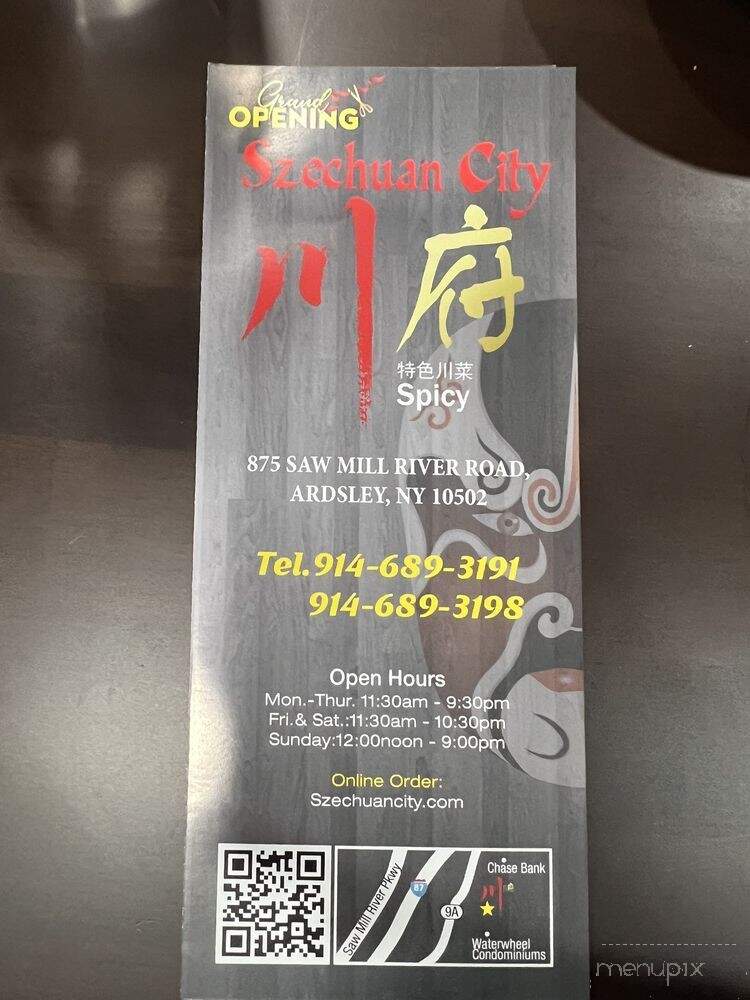 Grand
OPENING
Szechuan City
川府
特色川菜
Spicy
875 SAW MILL RIVER ROAD,
ARDSLEY, NY 10502
Tel.914-689-3191
914-689-3198
Open Hours
Mon.-Thur. 11:30am - 9:30pm
Fri.& Sat.:11:30am - 10:30pm
Sunday:12:00noon - 9:00pm
Online Order:
Szechuancity.com
Saw Mill River Pkwy
87
9A
Chase Bank
川府
Waterwheel
Condominiums
menupix